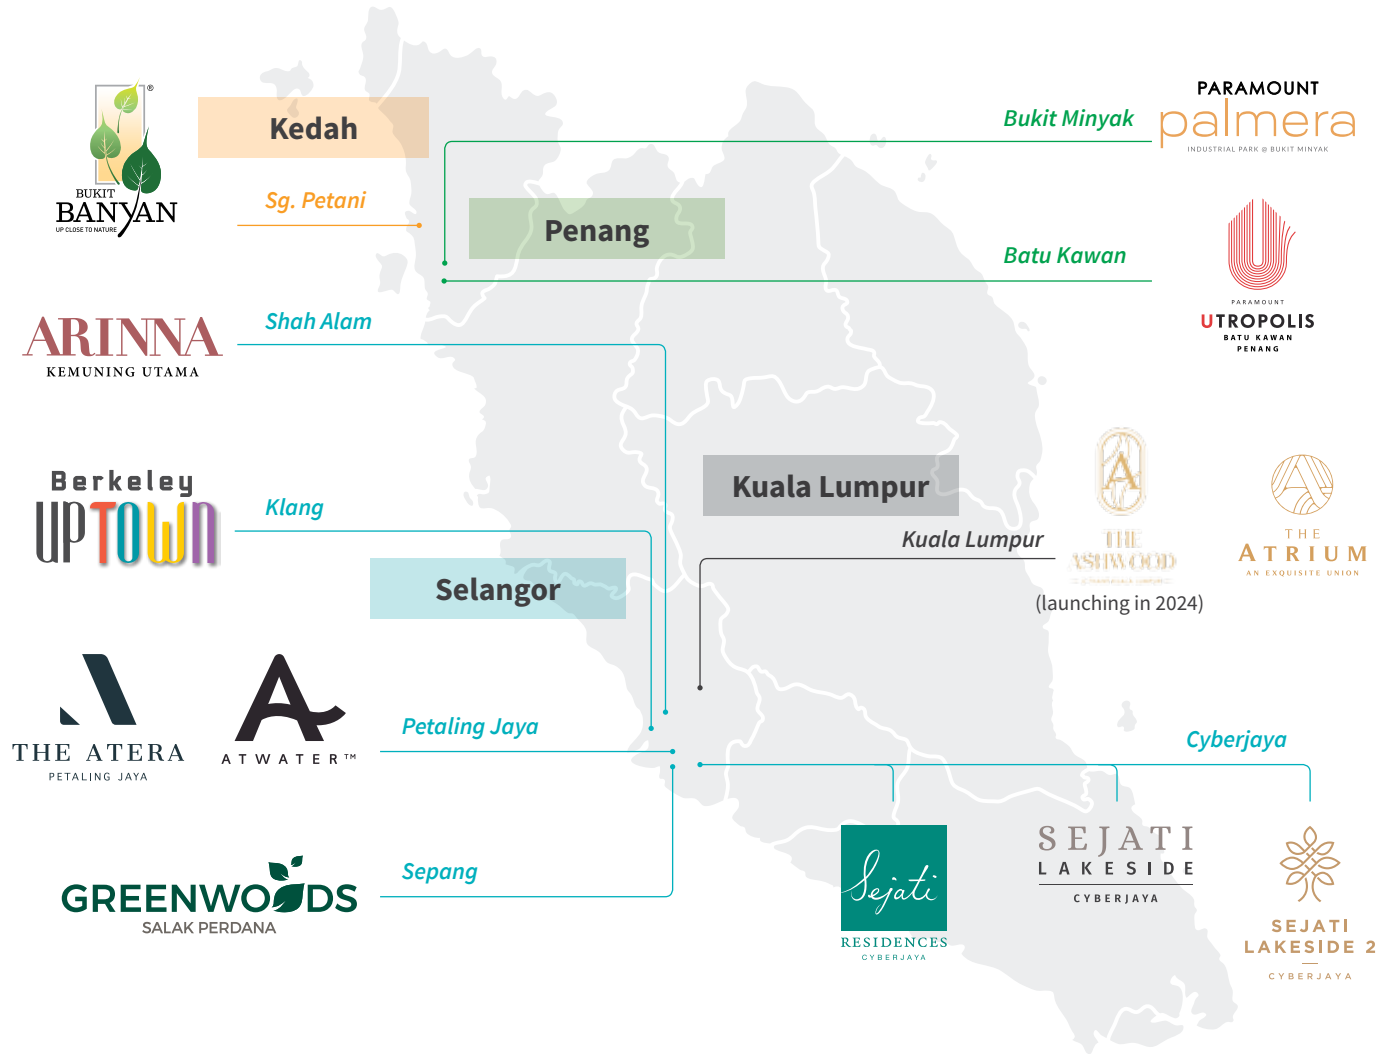 Kedah
BUKIT
BANYAN
UP CLOSE TO NATURE
®
Sg. Petani
Bukit Minyak
PARAMOUNT
palmera
INDUSTRIAL PARK @ BUKIT MINYAK
Penang
Batu Kawan
PARAMOUNT
UTROPOLIS
BATU KAWAN
PENANG
ARINNA
KEMUNING UTAMA
Shah Alam
Berkeley
UPTOWN
Klang
Kuala Lumpur
Kuala Lumpur
THE
ASHWOOD
(launching in 2024)
THE
ATRIUM
AN EXQUISITE UNION
Selangor
THE ATERA
PETALING JAYA
ATWATER™
Petaling Jaya
Cyberjaya
GREENWOODS
SALAK PERDANA
Sepang
Sejati
RESIDENCES
CYBERJAYA
SEJATI
LAKESIDE
CYBERJAYA
SEJATI
LAKESIDE 2
CYBERJAYA